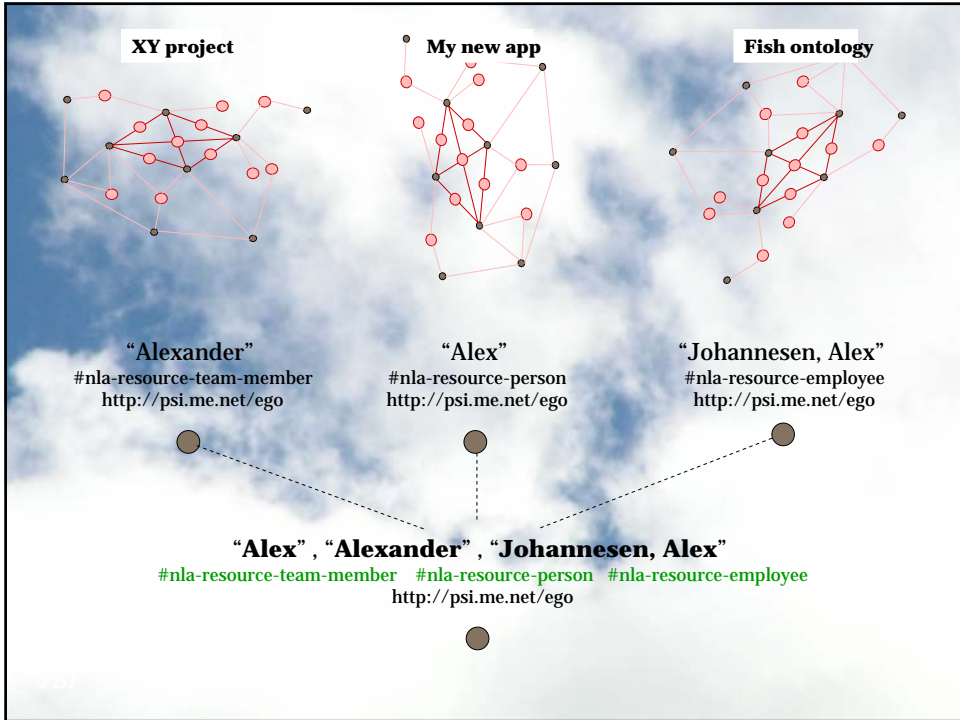 XY project
My new app
Fish ontology
“Alexander”
#nla-resource-team-member
http://psi.me.net/ego
“Alex”
#nla-resource-person
http://psi.me.net/ego
“Johannesen, Alex”
#nla-resource-employee
http://psi.me.net/ego
“Alex” , “Alexander” , “Johannesen, Alex”
#nla-resource-team-member #nla-resource-person #nla-resource-employee
http://psi.me.net/ego